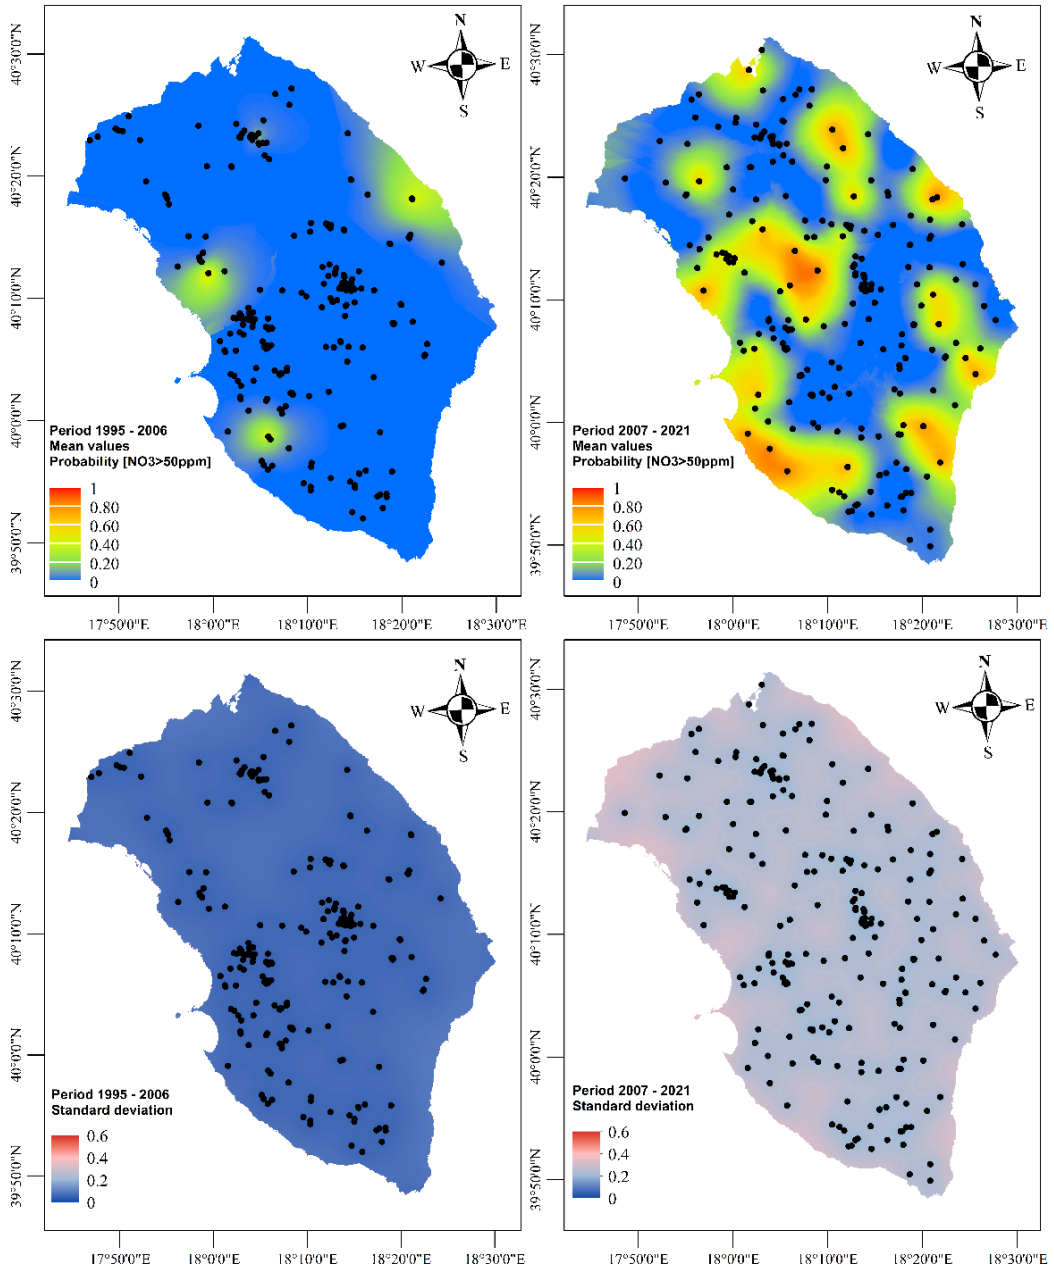 N
W E
S
40°30'0"N
40°20'0"N
40°10'0"N
40°0'0"N
39°50'0"N
Period 1995 - 2006
Mean values
Probability [NO3>50ppm]
1
0.80
0.60
0.40
0.20
0
17°50'0"E 18°0'0"E 18°10'0"E 18°20'0"E 18°30'0"E
N
W E
S
40°30'0"N
40°20'0"N
40°10'0"N
40°0'0"N
39°50'0"N
Period 2007 - 2021
Mean values
Probability [NO3>50ppm]
1
0.80
0.60
0.40
0.20
0
17°50'0"E 18°0'0"E 18°10'0"E 18°20'0"E 18°30'0"E
N
W E
S
40°30'0"N
40°20'0"N
40°10'0"N
40°0'0"N
39°50'0"N
Period 1995 - 2006
Standard deviation
0.6
0.4
0.2
0
17°50'0"E 18°0'0"E 18°10'0"E 18°20'0"E 18°30'0"E
N
W E
S
40°30'0"N
40°20'0"N
40°10'0"N
40°0'0"N
39°50'0"N
Period 2007 - 2021
Standard deviation
0.6
0.4
0.2
0
17°50'0"E 18°0'0"E 18°10'0"E 18°20'0"E 18°30'0"E